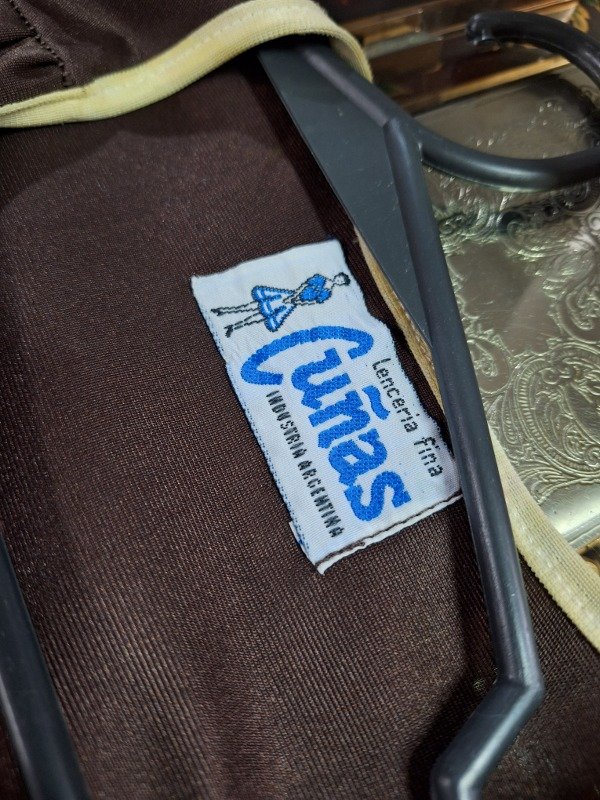 Lenceria fina
Cuñas
INDUSTRIA ARGENTINA